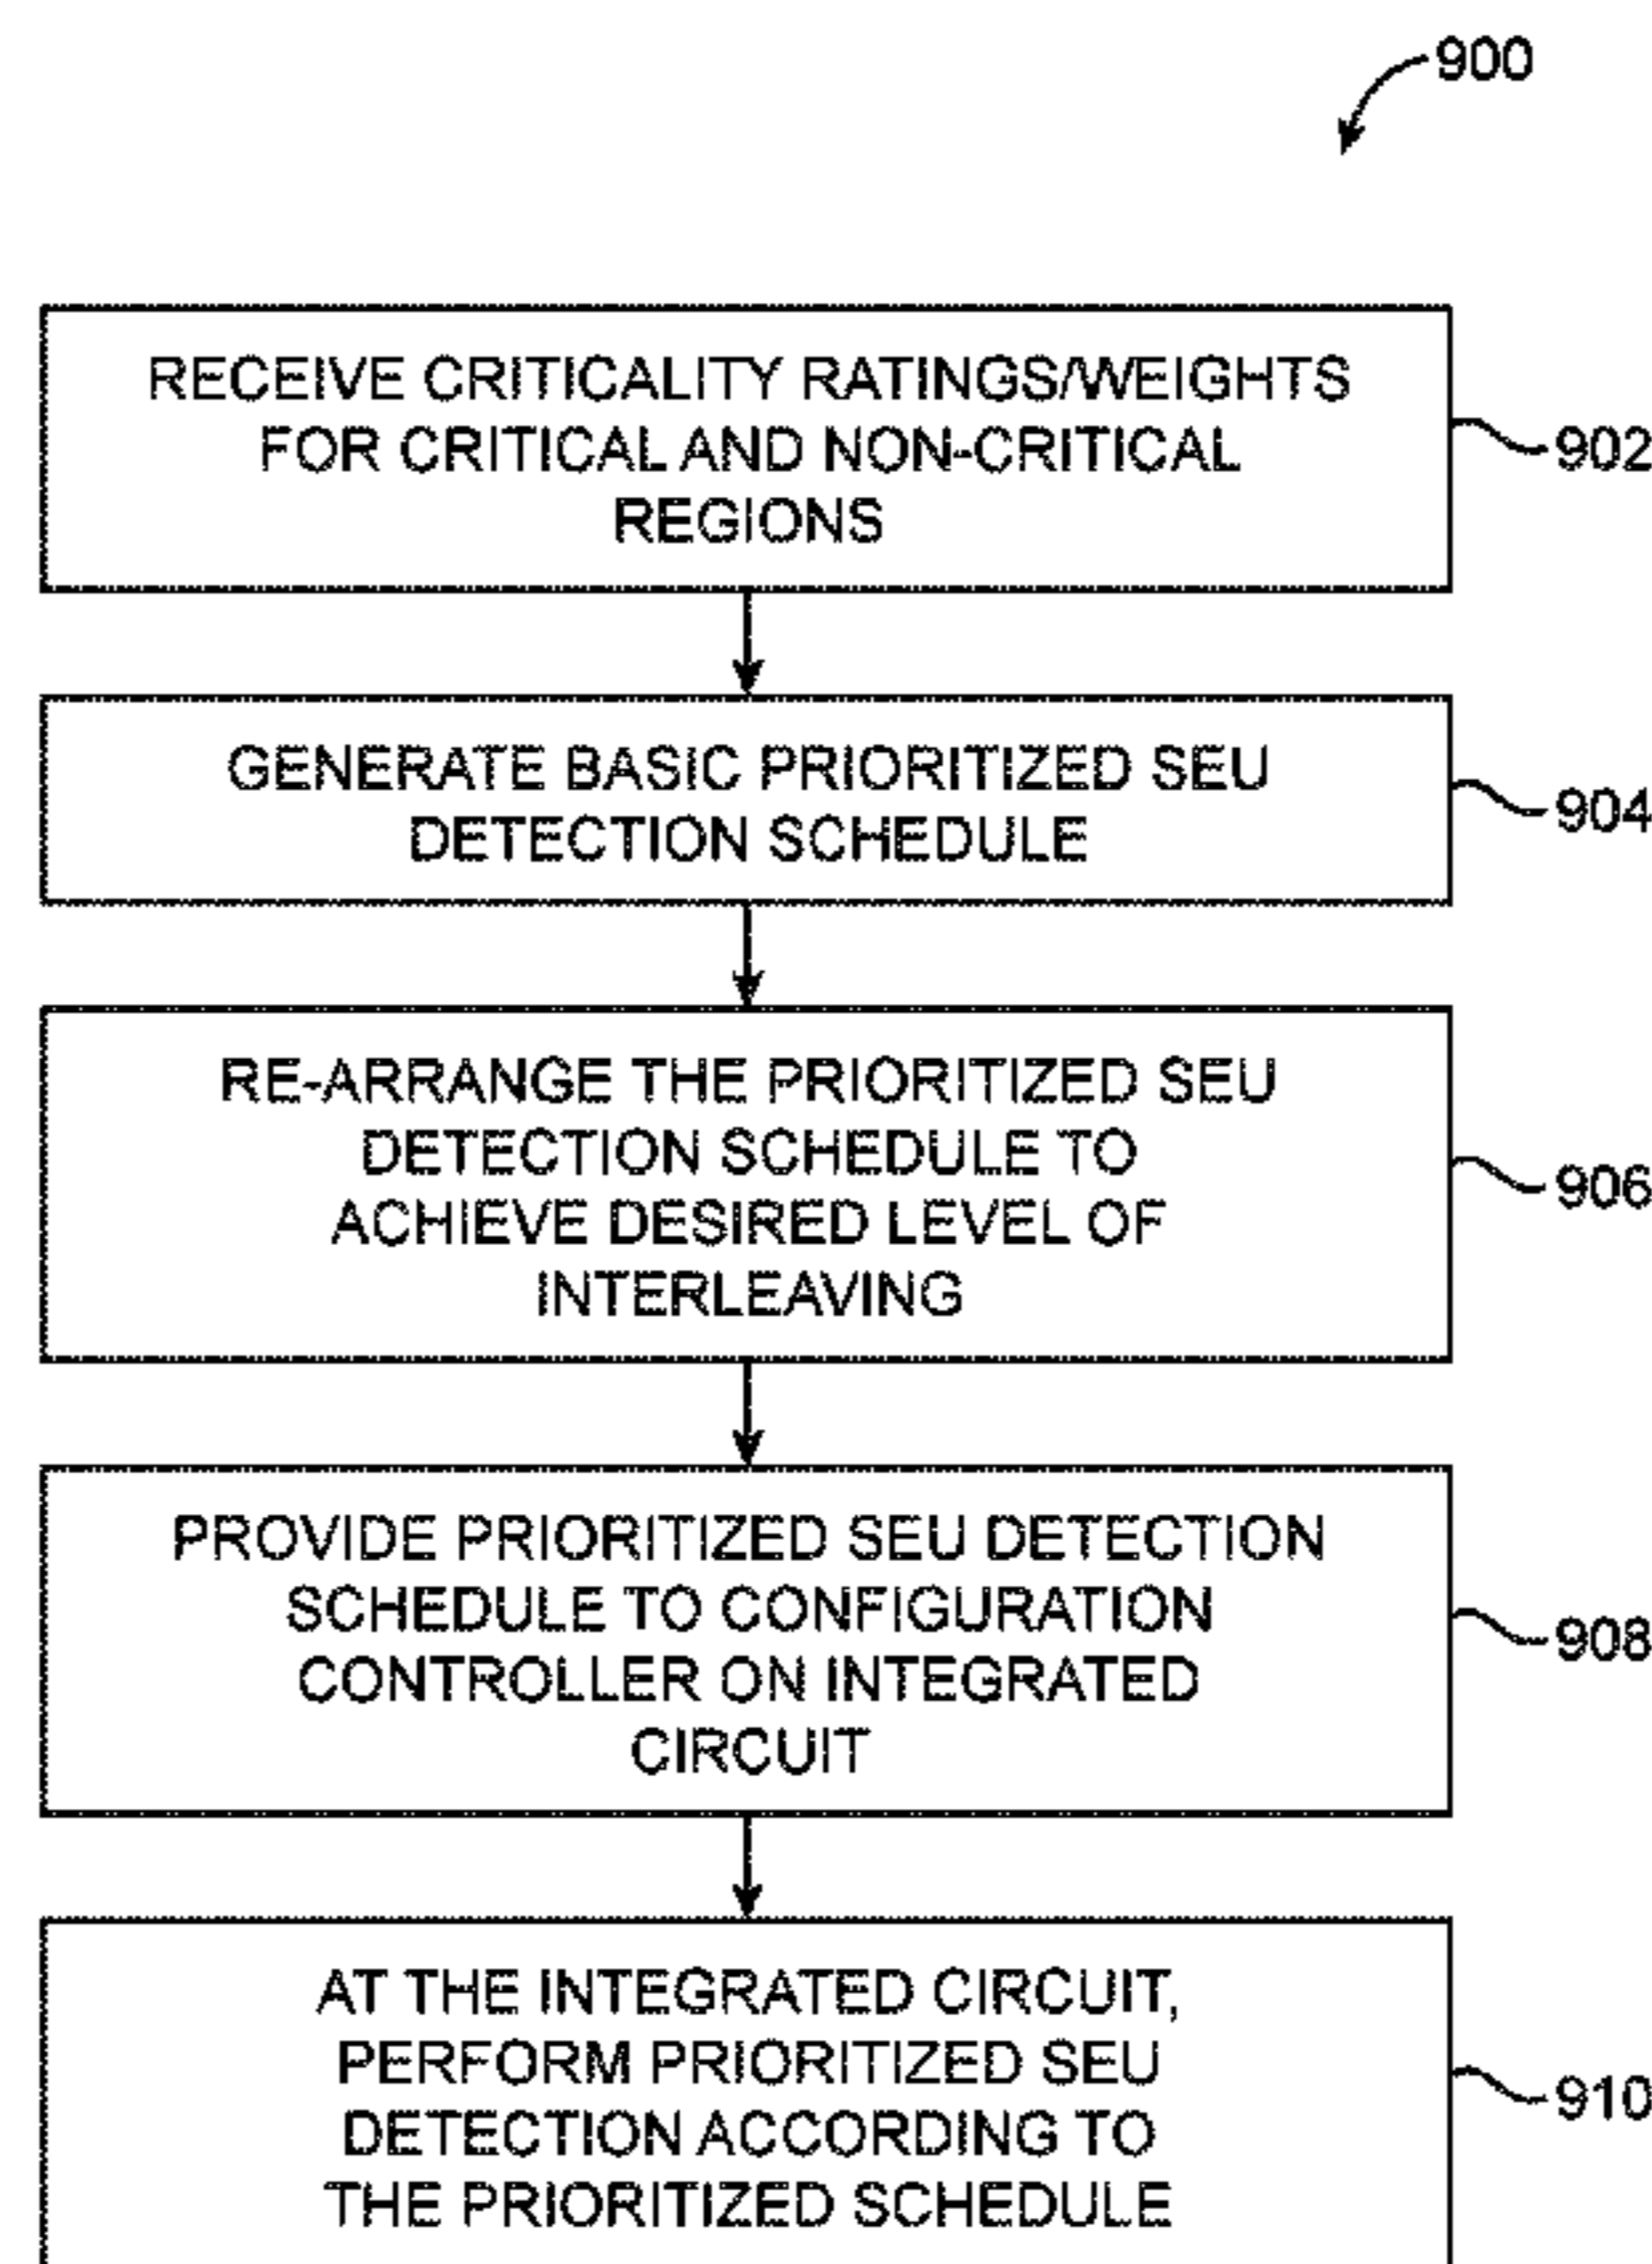 900
RECEIVE CRITICALITY RATINGS/WEIGHTS
FOR CRITICAL AND NON-CRITICAL
REGIONS
902
GENERATE BASIC PRIORITIZED SEU
DETECTION SCHEDULE
904
RE-ARRANGE THE PRIORITIZED SEU
DETECTION SCHEDULE TO
ACHIEVE DESIRED LEVEL OF
INTERLEAVING
906
PROVIDE PRIORITIZED SEU DETECTION
SCHEDULE TO CONFIGURATION
CONTROLLER ON INTEGRATED
CIRCUIT
908
AT THE INTEGRATED CIRCUIT,
PERFORM PRIORITIZED SEU
DETECTION ACCORDING TO
THE PRIORITIZED SCHEDULE
910